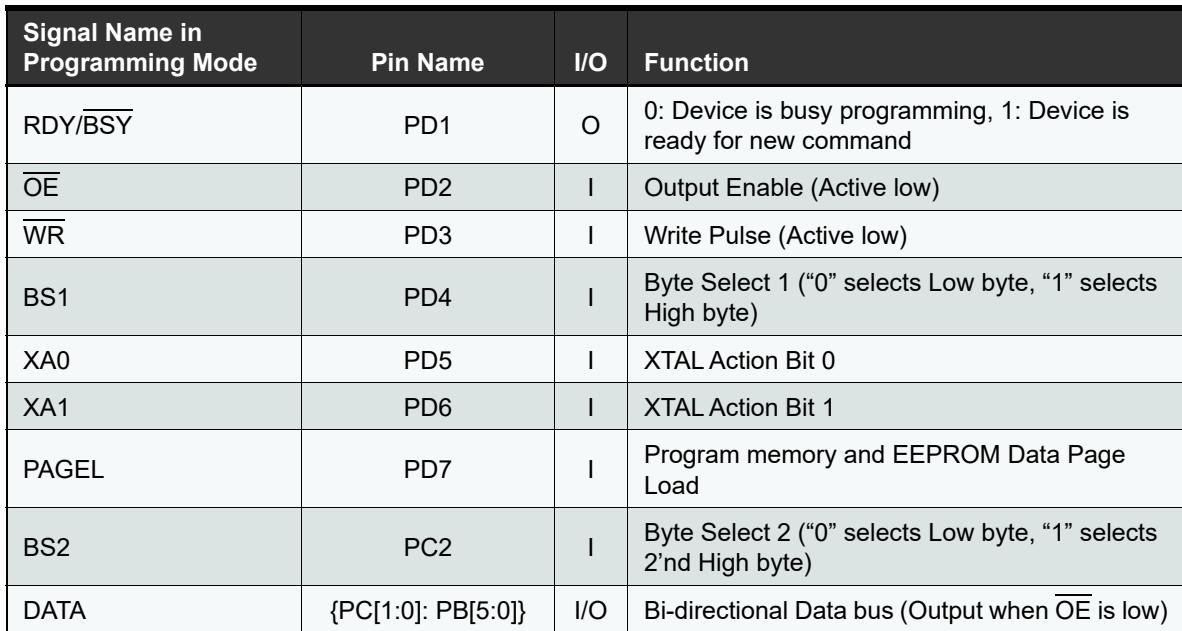 Signal Name in Programming Mode Pin Name I/O Function
RDY/B̅S̅Y̅ PD1 O 0: Device is busy programming, 1: Device is ready for new command
O̅E̅ PD2 I Output Enable (Active low)
W̅R̅ PD3 I Write Pulse (Active low)
BS1 PD4 I Byte Select 1 (“0” selects Low byte, “1” selects High byte)
XA0 PD5 I XTAL Action Bit 0
XA1 PD6 I XTAL Action Bit 1
PAGEL PD7 I Program memory and EEPROM Data Page Load
BS2 PC2 I Byte Select 2 (“0” selects Low byte, “1” selects 2’nd High byte)
DATA {PC[1:0]: PB[5:0]} I/O Bi-directional Data bus (Output when O̅E̅ is low)